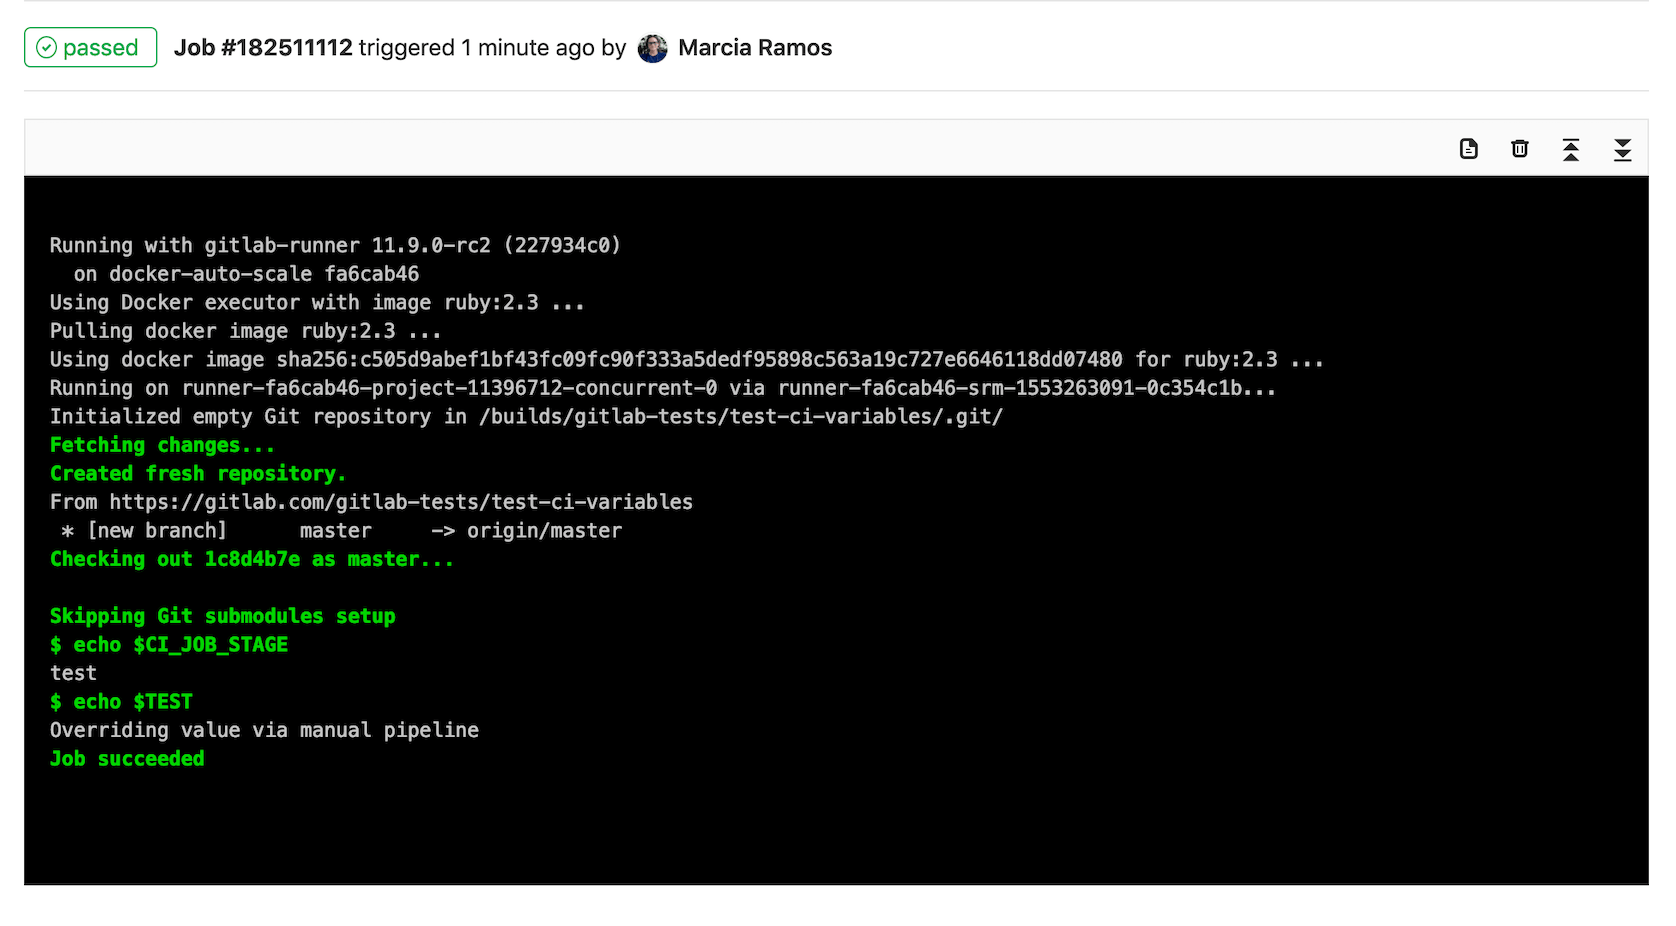 passed Job #182511112 triggered 1 minute ago by Marcia Ramos
Running with gitlab-runner 11.9.0-rc2 (227934c0)
  on docker-auto-scale fa6cab46
Using Docker executor with image ruby:2.3 ...
Pulling docker image ruby:2.3 ...
Using docker image sha256:c505d9abef1bf43fc09fc90f333a5dedf95898c563a19c727e6646118dd07480 for ruby:2.3 ...
Running on runner-fa6cab46-project-11396712-concurrent-0 via runner-fa6cab46-srm-1553263091-0c354c1b...
Initialized empty Git repository in /builds/gitlab-tests/test-ci-variables/.git/
Fetching changes...
Created fresh repository.
From https://gitlab.com/gitlab-tests/test-ci-variables
 * [new branch]      master     -> origin/master
Checking out 1c8d4b7e as master...
Skipping Git submodules setup
$ echo $CI_JOB_STAGE
test
$ echo $TEST
Overriding value via manual pipeline
Job succeeded